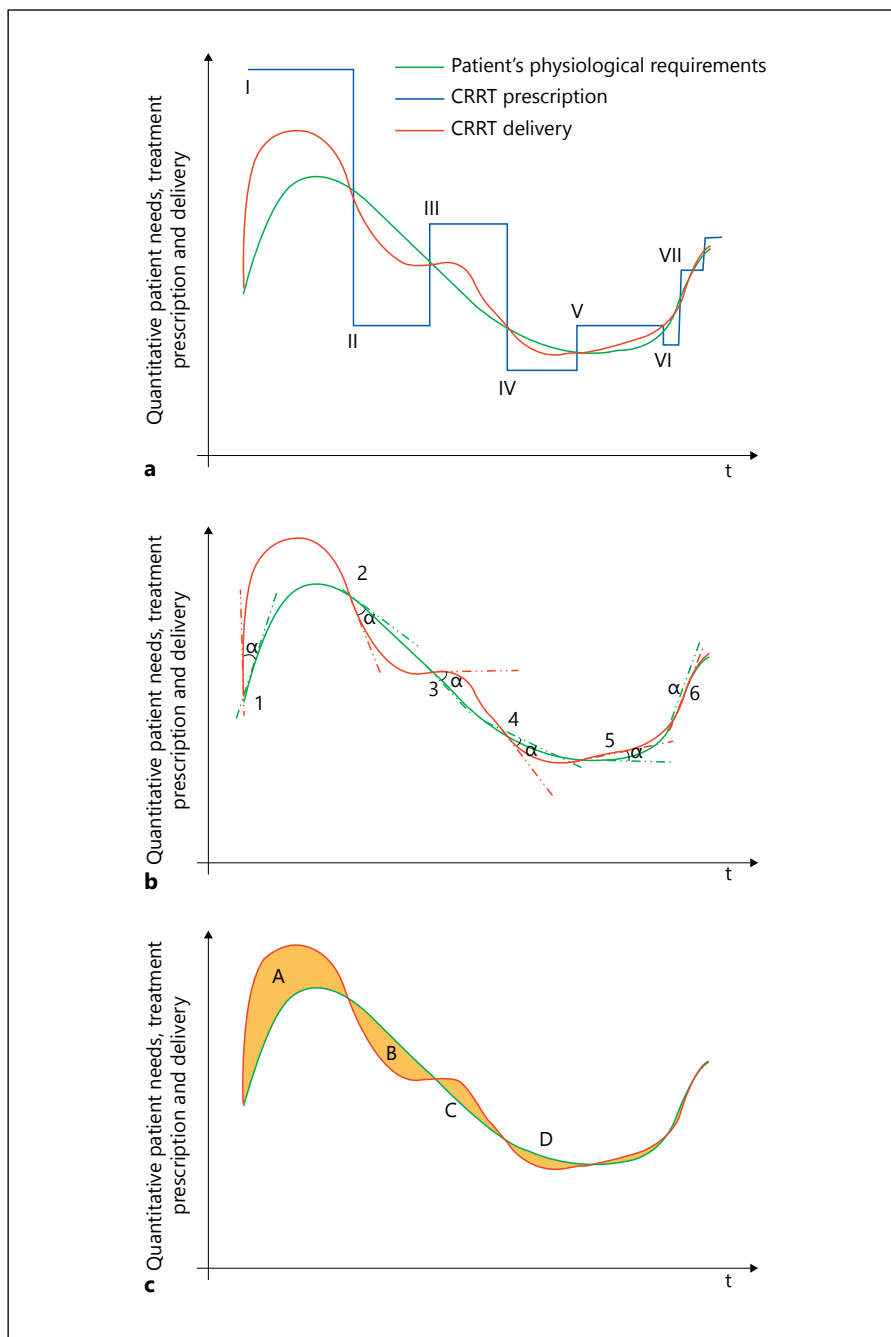 Quantitative patient needs, treatment
prescription and delivery
Patient's physiological requirements
CRRT prescription
CRRT delivery
I
II
III
IV
V
VI
VII
t
a
Quantitative patient needs, treatment
prescription and delivery
α
1
2
α
3
α
4
α
5
α
α
6
t
b
Quantitative patient needs, treatment
prescription and delivery
A
B
C
D
t
c